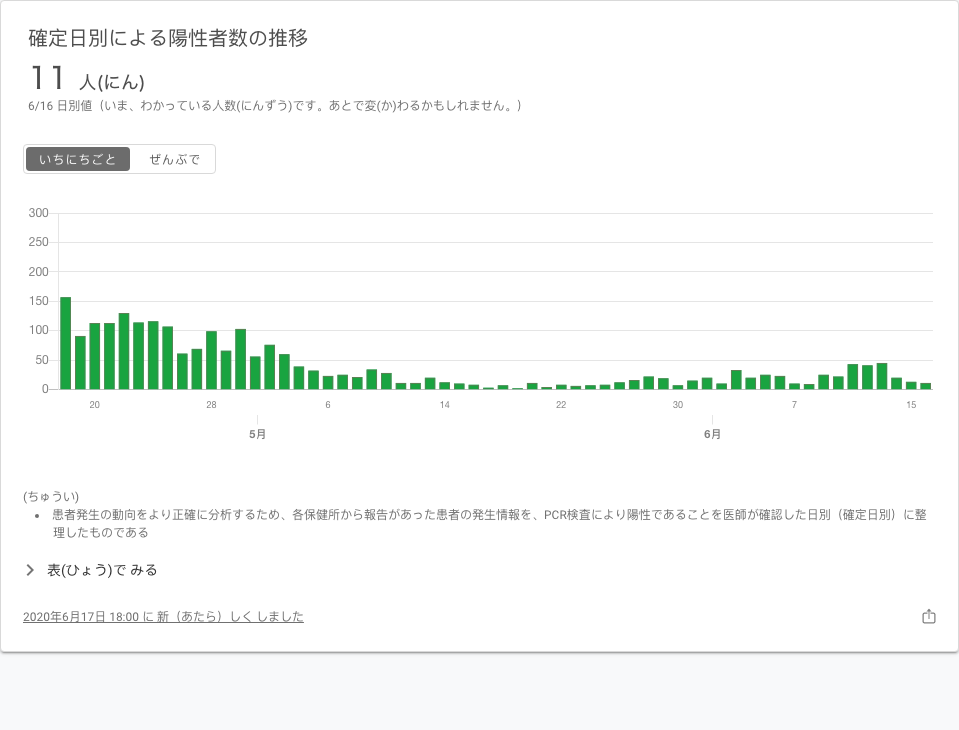 確定日別による陽性者数の推移
11 人(にん)
6/16 日別値（いま、わかっている人数(にんずう)です。あとで変(か)わるかもしれません。）
いちにちごと ぜんぶで
300
250
200
150
100
50
0
20 28 6 14 22 30 7 15
5月 6月
(ちゅうい)
• 患者発生の動向をより正確に分析するため、各保健所から報告があった患者の発生情報を、PCR検査により陽性であることを医師が確認した日別（確定日別）に整
理したものである
表(ひょう)で みる
2020年6月17日 18:00 に 新（あたら）しく しました